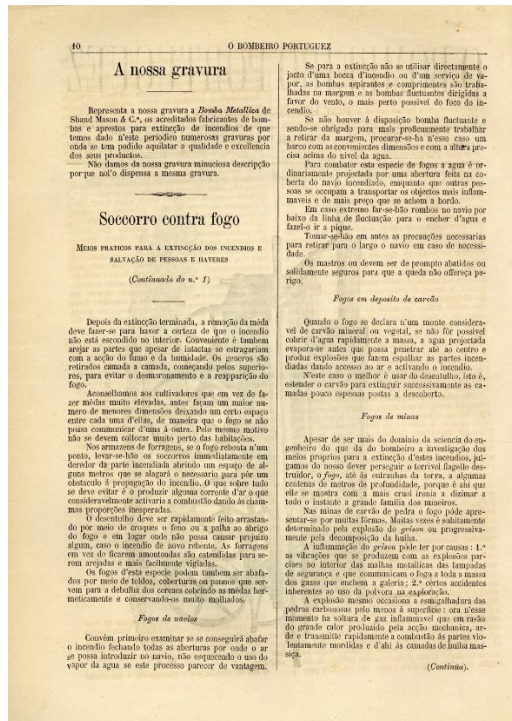 10
O BOMBEIRO PORTUGUEZ
A nossa gravura
Representa a nossa gravura a Bomba Metallica de
Shand Mason & C.ª, os acreditados fabricantes de bom-
bas e aprestos para extincção de incendios de que
temos dado n'este periodico numerosas gravuras por
onde se tem podido aquilatar a qualidade e excellencia
dos seus productos.
Não damos da nossa gravura minuciosa descripção
porque nol'o dispensa a mesma gravura.
Soccorro contra fogo
MEIOS PRATICOS PARA A EXTINCÇÃO DOS INCENDIOS E
SALVAÇÃO DE PESSOAS E HAVERES
(Continuado do n.º 1)
Depois da extincção terminada, a remoção da mèda
deve fazer-se para haver a certeza de que o incendio
não está escondido no interior. Conveniente é tambem
arejar as partes que apesar de intactas se estragariam
com a acção do fumo e da humidade. Os generos são
retirados camada a camada, começando pelos superio-
res, para evitar o desmoronamento e a reapparição do
fogo.
Aconselhamos aos cultivadores que em vez de fa-
zer mèdas muito elevadas, antes façam um maior nu-
mero de menores dimensões deixando um certo espaço
entre cada uma d'ellas, de maneira que o fogo se não
possa communicar d'uma á outra. Pelo mesmo motivo
não se devem collocar muito perto das habitações.
Nos armazens de forragens, se o fogo rebenta n'um
ponto, levar-se-hão os soccorros immediatamente em
deredor da parte incendiada abrindo um espaço de al-
guns metros que se alagará o necessario para pôr um
obstaculo á propagação do incendio. O que sobre tudo
se deve evitar é o produzir alguma corrente d'ar o que
consideravelmente activaria a combustão dando ás cham-
mas proporções inesperadas.
O desentulho deve ser rapidamente feito arrastan-
do por meio de croques o feno ou a palha ao abrigo
do fogo e em logar onde não possa causar prejuizo
algum, caso o incendio de novo rebente. As forragens
em vez de ficarem amontoadas são estendidas para se-
rem arejadas e mais facilmente vigiadas.
Os fogos d'esta especie podem tambem ser abafa-
dos por meio de toldos, coberturas ou pannos que ser-
vem para a debulha dos cereaes cobrindo as mèdas her-
meticamente e conservando-os muito molhados.
Fogos de navios
Convém primeiro examinar se se conseguirá abafar
o incendio fechando todas as aberturas por onde o ar
se possa introduzir no navio, não esquecendo o uso do
vapor da agua se este processo parecer de vantagem.
Se para a extincção não se utilisar directamente o
jacto d'uma bocca d'incendio ou d'um serviço de va-
por, as bombas aspirantes e comprimentes são traba-
lhadas na margem e as bombas fluctuantes dirigidas a
favor do vento, o mais perto possivel do foco do in-
cendio.
Se não houver á disposição bomba fluctuante e
sendo-se obrigado para mais proficuamente trabalhar
a retirar da margem, procurar-se-ha n'esse caso um
barco com as convenientes dimensões e com a altura pre-
cisa acima do nivel da agua.
Para combater esta especie de fogos a agua é or-
dinariamente projectada por uma abertura feita na co-
berta do navio incendiado, emquanto que outras pes-
soas se occupam a transportar os objectos mais inflam-
maveis e de mais preço que se achem a bordo.
Em caso extremo far-se-hão rombos no navio por
baixo da linha de fluctuação para o encher d'agua e
fazel-o ir a pique.
Tomar-se-hão em antes as precauções necessarias
para retirar para o largo o navio em caso de necessi-
dade.
Os mastros ou devem ser de prompto abatidos ou
solidamente seguros para que a queda não offereça pe-
rigo.
Fogos em deposito de carvão
Quando o fogo se declara n'um monte considera-
vel de carvão mineral ou vegetal, se não fôr possivel
cobrir d'agua rapidamente a massa, a agua projectada
evapora-se antes que possa penetrar até ao centro e
produz explosões que fazem espalhar as partes incen-
diadas dando accesso ao ar e activando o incendio.
N'este caso o melhor é usar do desentulho, isto é,
estender o carvão para extinguir successivamente as ca-
madas pouco espessas postas a descoberto.
Fogos de minas
Apesar de ser mais do dominio da sciencia do en-
genheiro do que da do bombeiro a investigação dos
meios proprios para a extincção d'estes incendios, jul-
gamos do nosso dever perseguir o terrivel flagello des-
truidor, o fogo, até ás entranhas da terra, a algumas
centenas de metros de profundidade, porque é ahi que
elle se mostra com a mais cruel ironia a dizimar a
todo o instante a grande familia dos mineiros.
Nas minas de carvão de pedra o fogo póde apre-
sentar-se por muitas fórmas. Muitas vezes é subitamente
determinado pela explosão do grisou ou progressiva-
mente pela decomposição da hulha.
A inflammação do grisou póde ter por causas: 1.ª
as vibrações que se produzem com as explosões par-
ciaes no interior das malhas metallicas das lampadas
de segurança e que communicam o fogo a toda a massa
dos gazes que enchem a galeria; 2.ª certos accidentes
inherentes ao uso da polvora na exploração.
A explosão mesmo occasiona a esmigalhadura das
pedras carbonosas pelo menos á superficie: ora n'esse
momento ha soltura de gaz inflammavel que em rasão
do grande calor produzido pela acção mechanica, ar-
de e transmitte rapidamente a combustão ás partes vio-
lentamente mordidas e d'ahi ás camadas de hulha mas-
siça.
(Continúa).